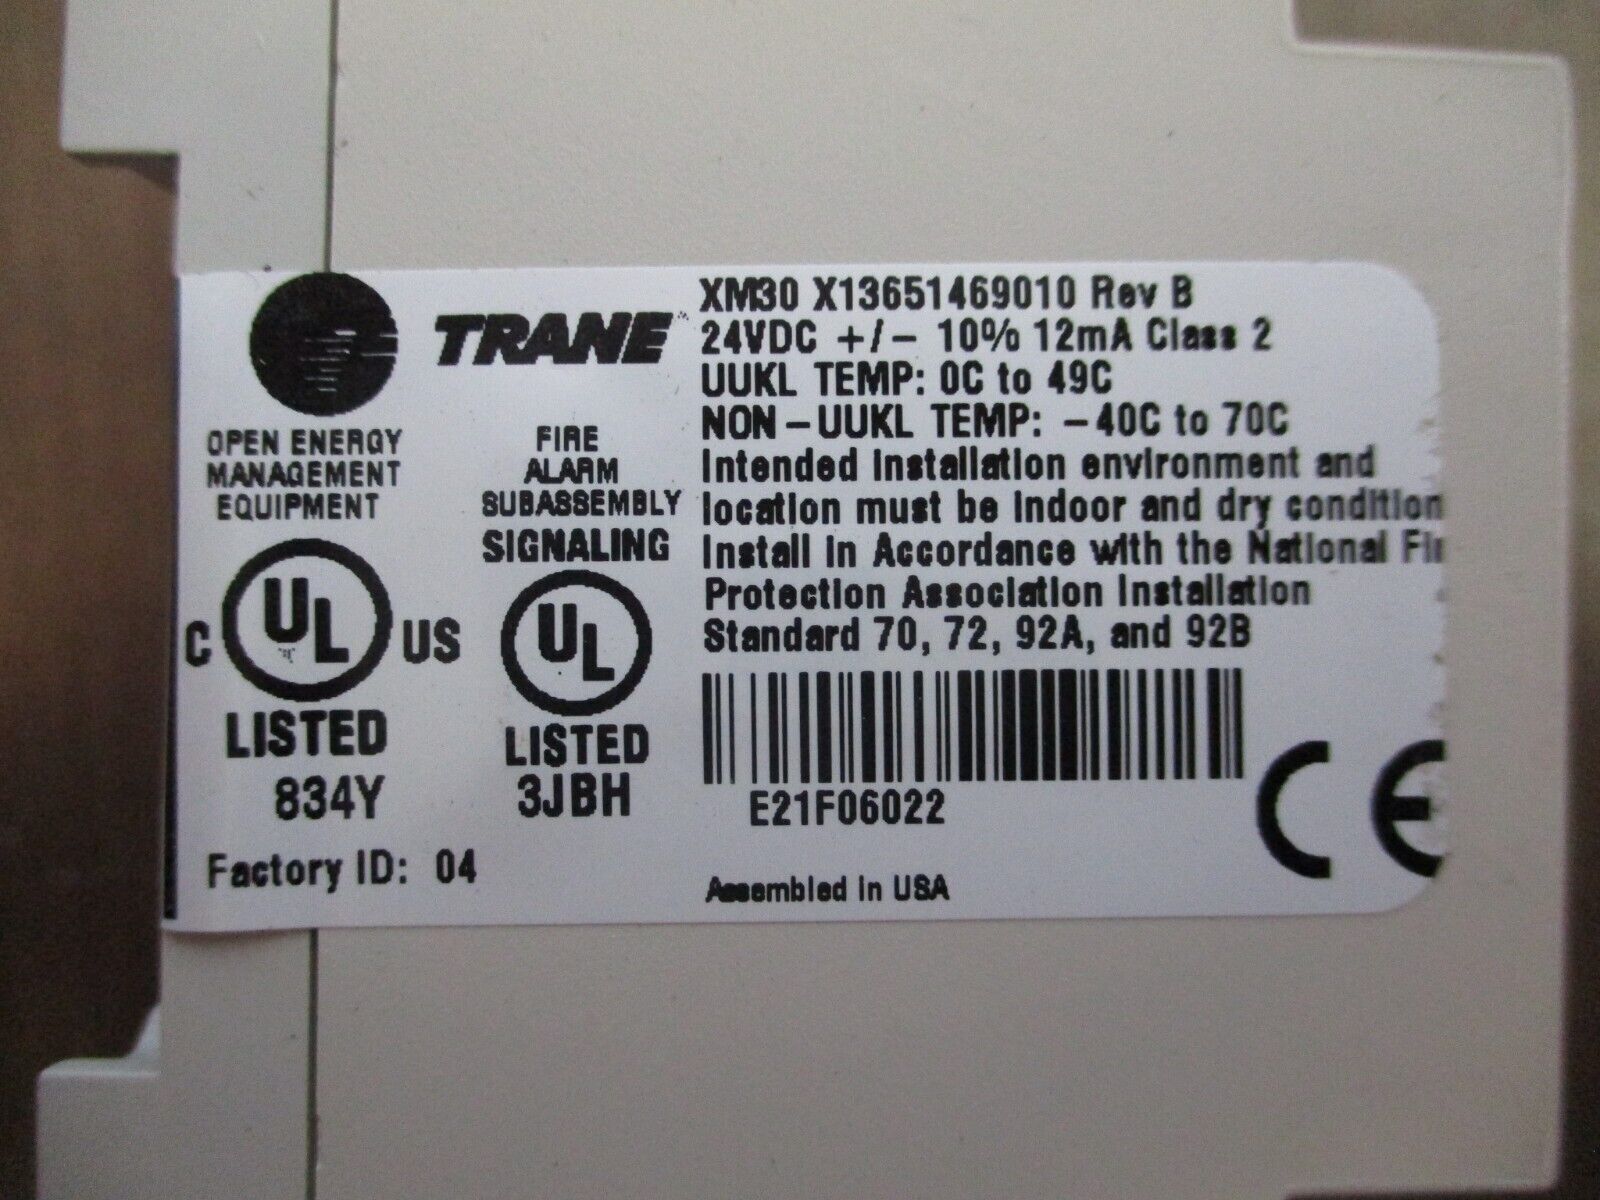 TRANE
OPEN ENERGY
MANAGEMENT
EQUIPMENT
C UL US
LISTED
834Y
Factory ID: 04
FIRE
ALARM
SUBASSEMBLY
SIGNALING
UL
LISTED
3JBH
XM30 X13651469010 Rev B
24VDC +/- 10% 12mA Class 2
UUKL TEMP: 0C to 49C
NON-UUKL TEMP: -40C to 70C
Intended installation environment and
location must be indoor and dry condition
Install in Accordance with the National Fir
Protection Association Installation
Standard 70, 72, 92A, and 92B
E21F06022
CE
Assembled in USA